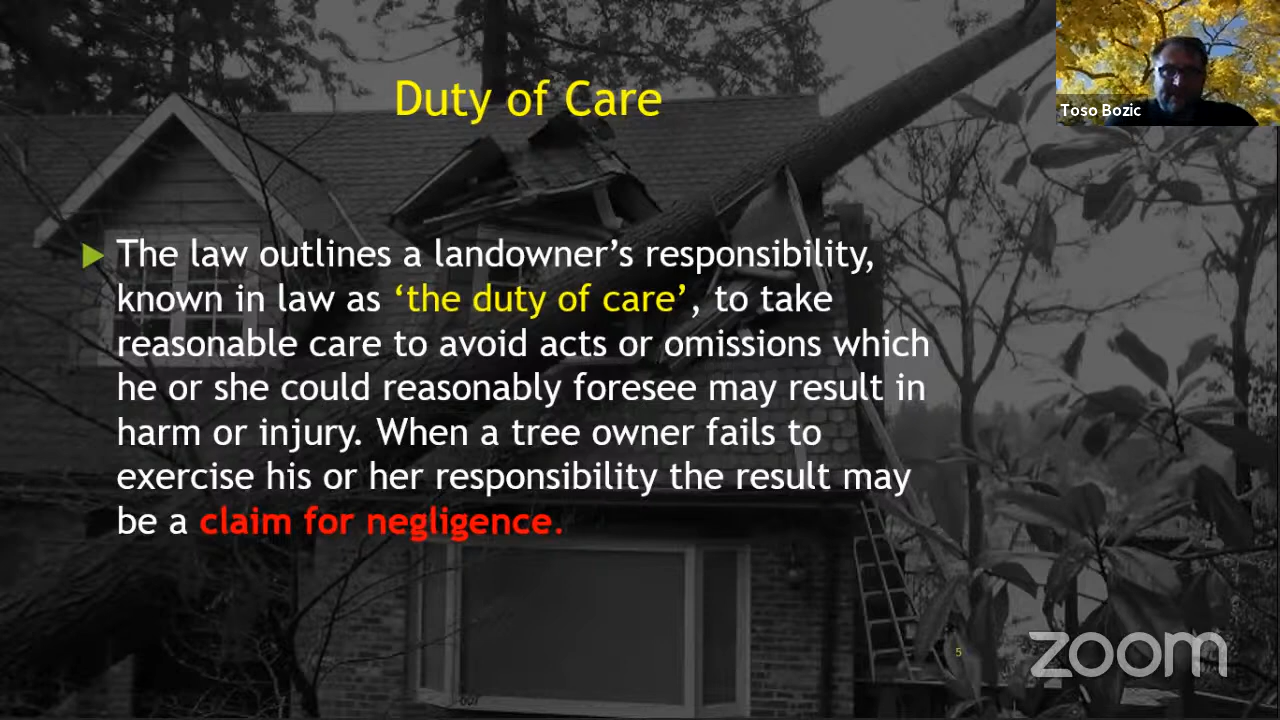 Duty of Care
Toso Bozic
The law outlines a landowner’s responsibility,
known in law as ‘the duty of care’, to take
reasonable care to avoid acts or omissions which
he or she could reasonably foresee may result in
harm or injury. When a tree owner fails to
exercise his or her responsibility the result may
be a claim for negligence.
5
zoom